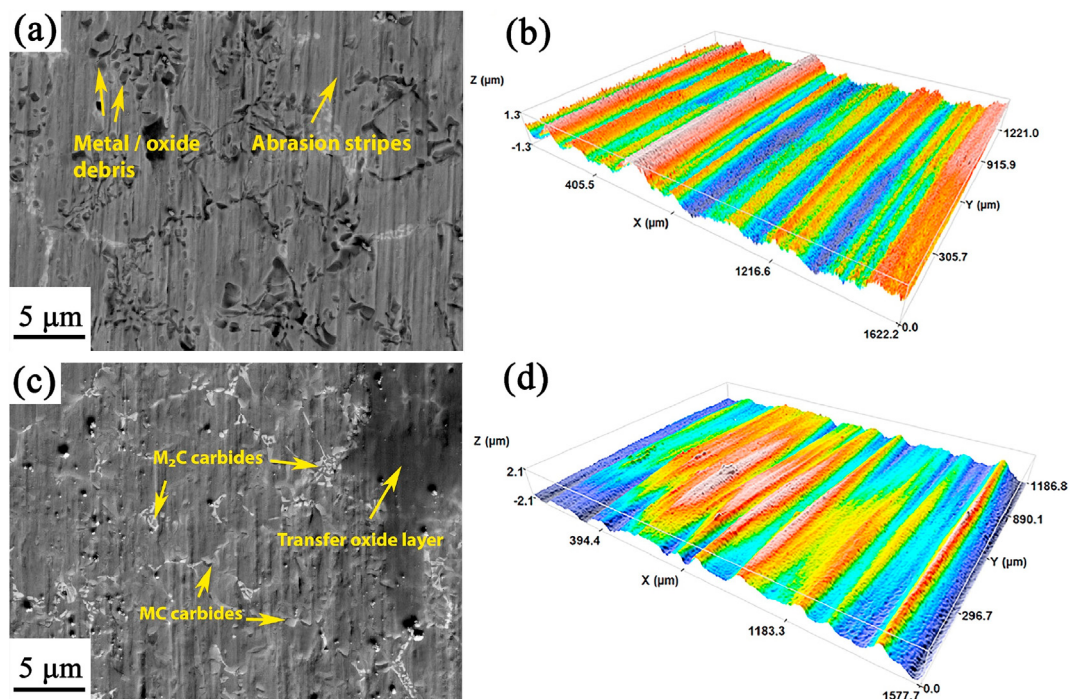 (a)
Metal / oxide
debris
Abrasion stripes
5 μm
(b)
Z (μm)
1.3
-1.3
405.5
X (μm)
1216.6
1622.2
0.0
305.7
Y (μm)
915.9
1221.0
(c)
M₂C carbides
Transfer oxide layer
MC carbides
5 μm
(d)
Z (μm)
2.1
-2.1
394.4
X (μm)
1183.3
1577.7
0.0
296.7
Y (μm)
890.1
1186.8